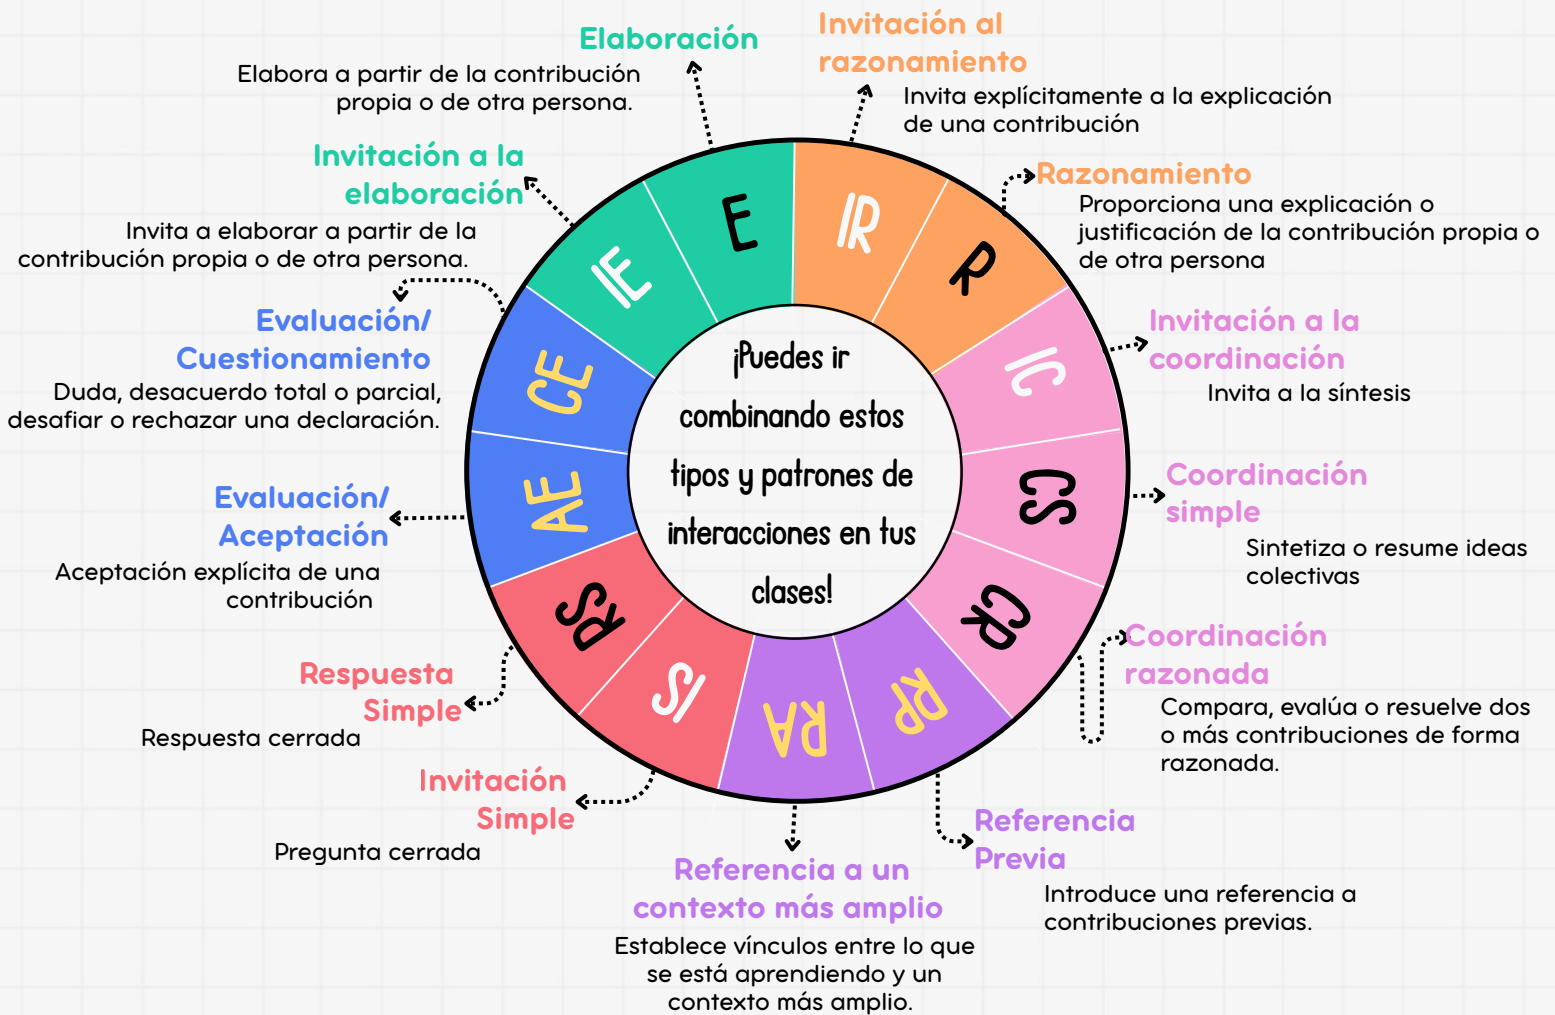 Elaboración
Elabora a partir de la contribución
propia o de otra persona.
Invitación al
razonamiento
Invita explícitamente a la explicación
de una contribución
Razonamiento
Proporciona una explicación o
justificación de la contribución propia o
de otra persona
Invitación a la
coordinación
Invita a la síntesis
Coordinación
simple
Sintetiza o resume ideas
colectivas
Coordinación
razonada
Compara, evalúa o resuelve dos
o más contribuciones de forma
razonada.
Referencia
Previa
Introduce una referencia a
contribuciones previas.
Referencia a un
contexto más amplio
Establece vínculos entre lo que
se está aprendiendo y un
contexto más amplio.
Invitación
Simple
Pregunta cerrada
Respuesta
Simple
Respuesta cerrada
Evaluación/
Aceptación
Aceptación explícita de una
contribución
Evaluación/
Cuestionamiento
Duda, desacuerdo total o parcial,
desafiar o rechazar una declaración.
Invitación a la
elaboración
Invita a elaborar a partir de la
contribución propia o de otra persona.
E
IR
R
IC
CS
CR
RP
RA
IS
RS
AE
CE
IE
¡Puedes ir
combinando estos
tipos y patrones de
interacciones en tus
clases!